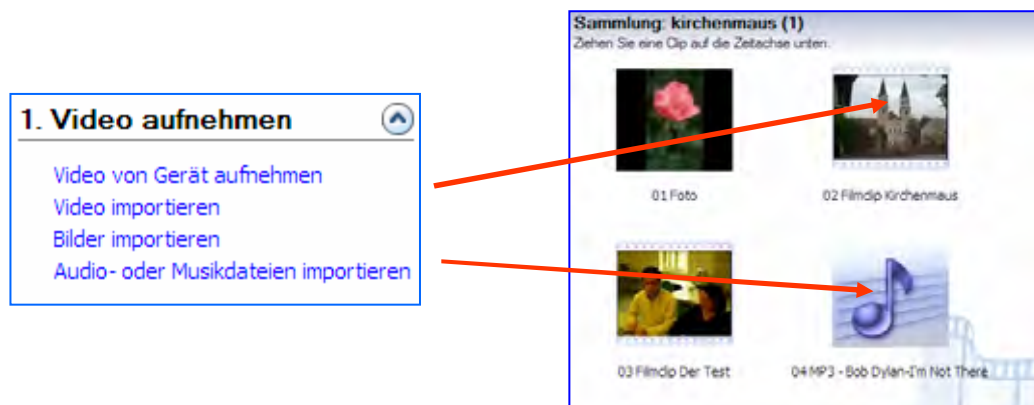 Sammlung: kirchenmaus (1)
Ziehen Sie eine Clip auf die Zeitachse unten.
1. Video aufnehmen
Video von Gerät aufnehmen
Video importieren
Bilder importieren
Audio- oder Musikdateien importieren
01 Foto
02 Filmclip Kirchenmaus
03 Filmclip Der Test
04 MP3 - Bob Dylan-I'm Not There